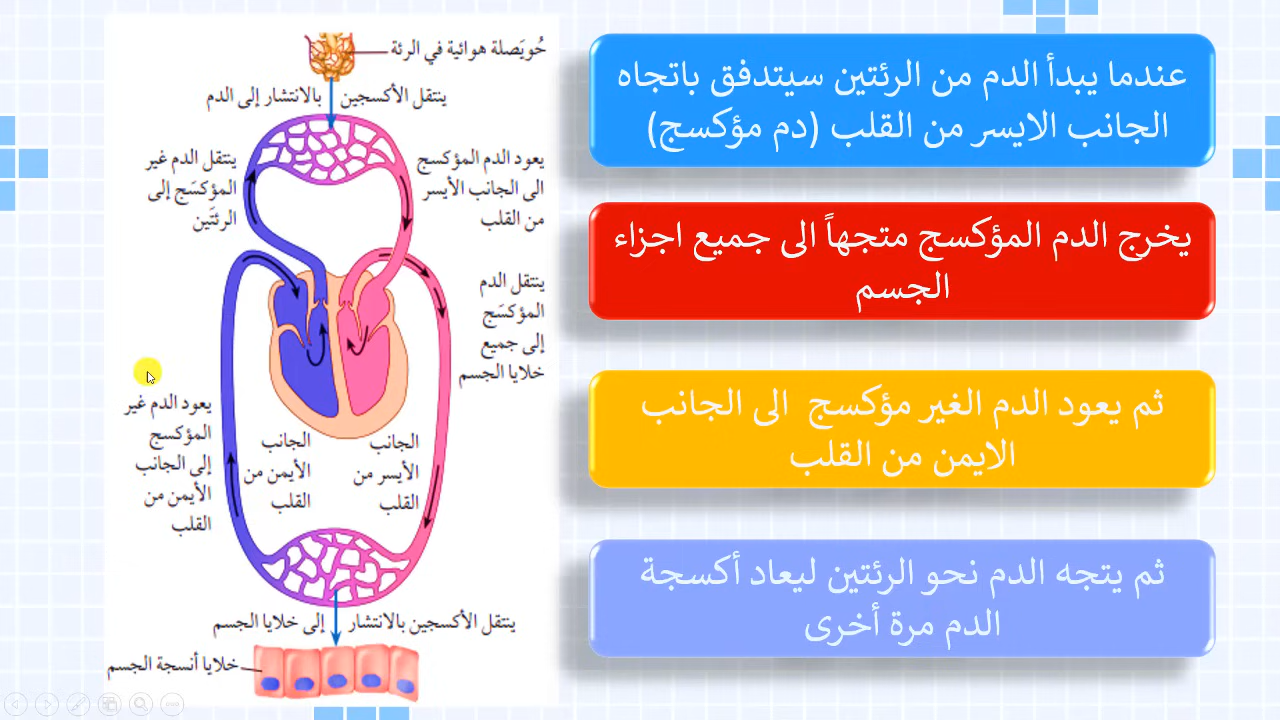 عندما يبدأ الدم من الرئتين سيتدفق باتجاه
الجانب الايسر من القلب (دم مؤكسج)
يخرج الدم المؤكسج متجهاً الى جميع اجزاء
الجسم
ثم يعود الدم الغير مؤكسج الى الجانب
الايمن من القلب
ثم يتجه الدم نحو الرئتين ليعاد أكسجة
الدم مرة أخرى
حُويَصلة هوائية في الرئة
ينتقل الأكسجين بالانتشار إلى الدم
يعود الدم المؤكسج
الى الجانب الأيسر
من القلب
ينتقل الدم غير
المؤكسَج إلى
الرئتَين
ينتقل الدم
المؤكسَج
إلى جميع
خلايا الجسم
يعود الدم غير
المؤكسج
إلى الجانب
الأيمن من
القلب
الجانب
الأيسر من
القلب
الجانب
الأيمن من
القلب
ينتقل الأكسجين بالانتشار إلى خلايا الجسم
خلايا أنسجة الجسم